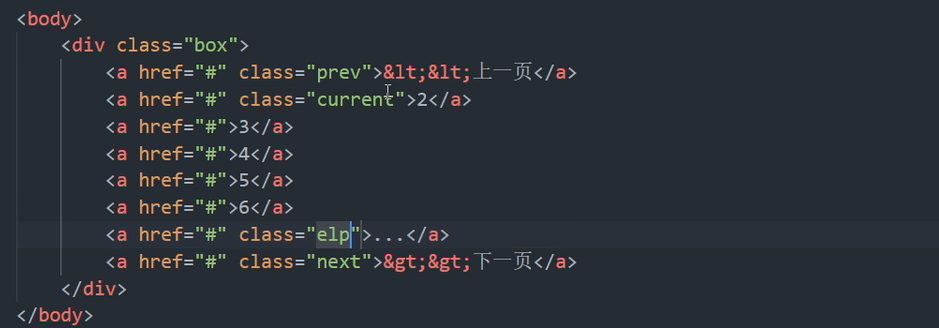 <body>
<div class="box">
<a href="#" class="prev">&lt;&lt;上一页</a>
<a href="#" class="current">2</a>
<a href="#">3</a>
<a href="#">4</a>
<a href="#">5</a>
<a href="#">6</a>
<a href="#" class="elp">...</a>
<a href="#" class="next">&gt;&gt;下一页</a>
</div>
</body>